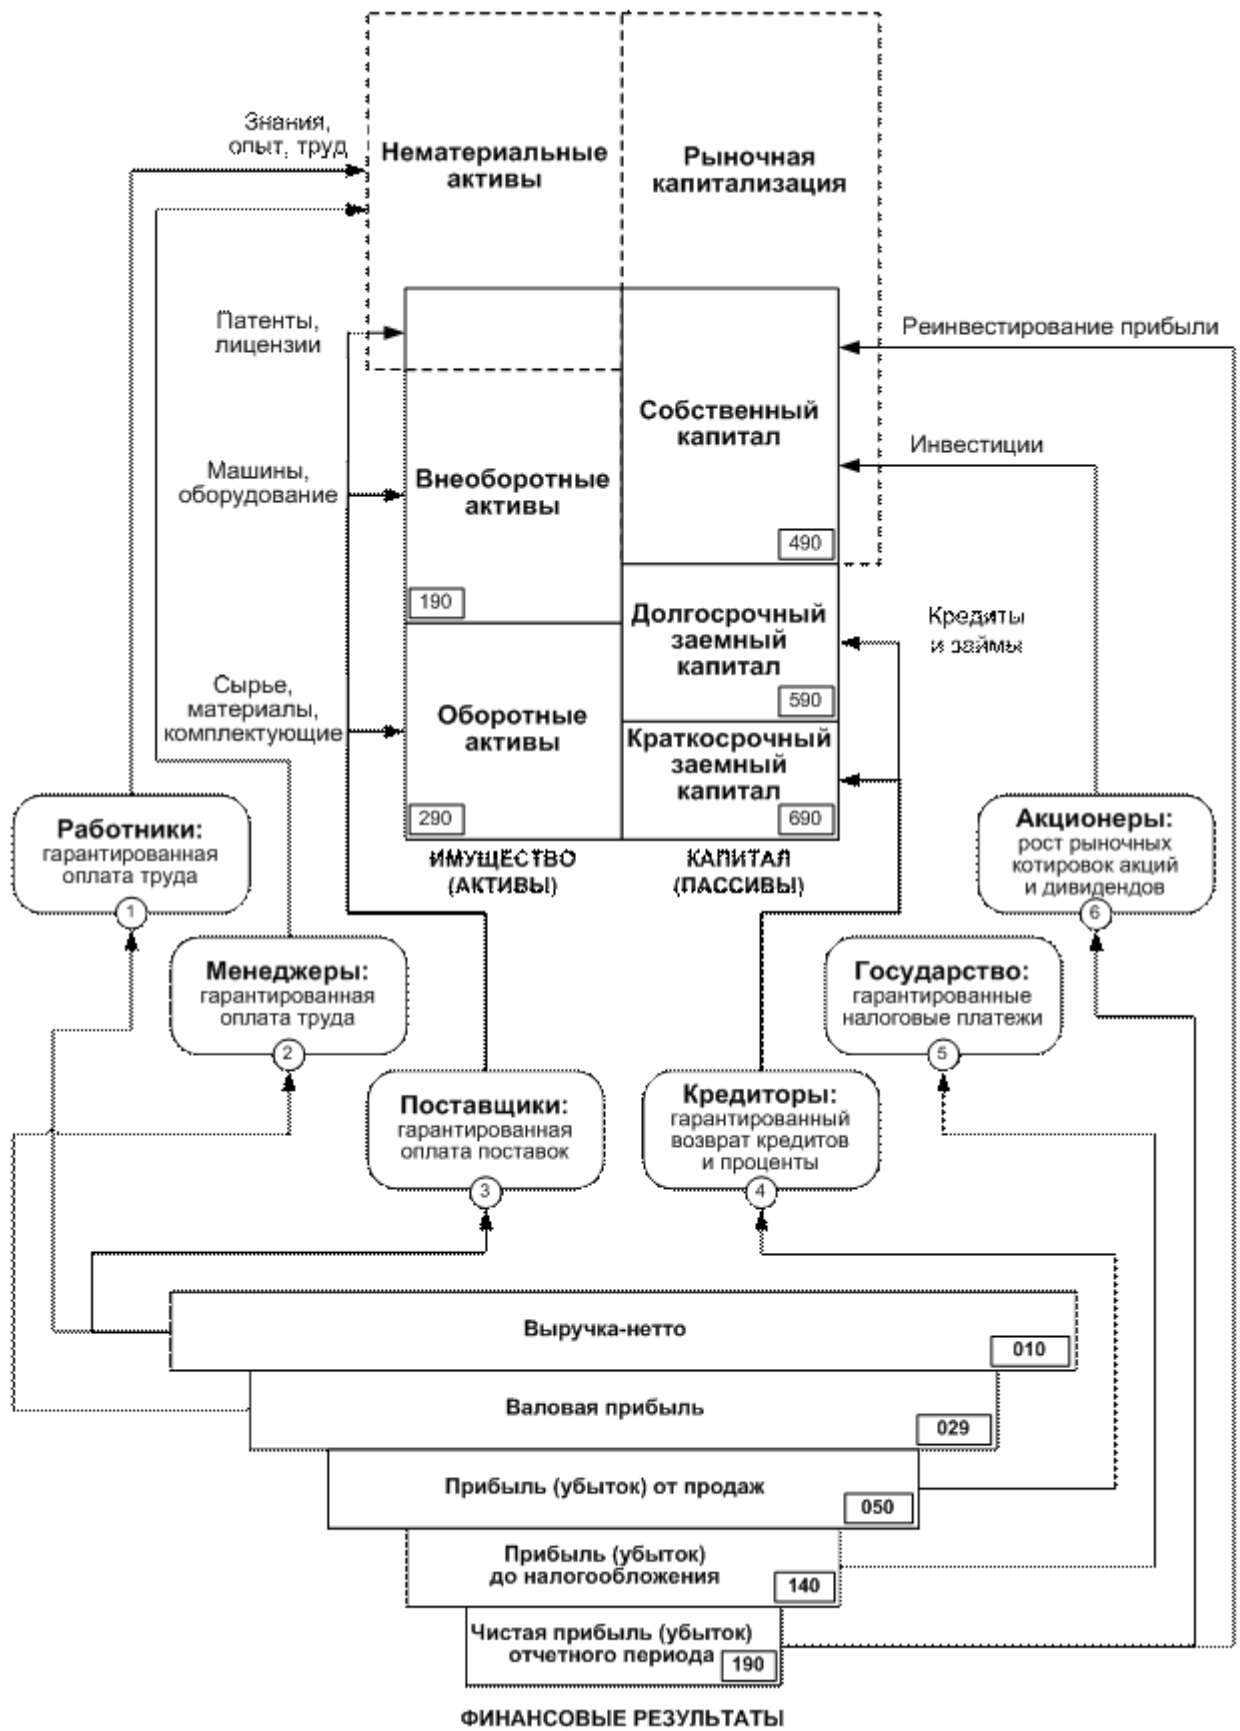 Знания,
опыт, труд
Нематериальные
активы
Рыночная
капитализация
Патенты,
лицензии
Реинвестирование прибыли
Собственный
капитал
Инвестиции
Машины,
оборудование
Внеоборотные
активы
490
190
Долгосрочный
заемный
капитал
Кредиты
и займы
590
Сырье,
материалы,
комплектующие
Оборотные
активы
Краткосрочный
заемный
капитал
290
690
ИМУЩЕСТВО
(АКТИВЫ)
КАПИТАЛ
(ПАССИВЫ)
Работники:
гарантированная
оплата труда
1
Акционеры:
рост рыночных
котировок акций
и дивидендов
6
Менеджеры:
гарантированная
оплата труда
2
Государство:
гарантированные
налоговые платежи
5
Поставщики:
гарантированная
оплата поставок
3
Кредиторы:
гарантированный
возврат кредитов
и проценты
4
Выручка-нетто
010
Валовая прибыль
029
Прибыль (убыток) от продаж
050
Прибыль (убыток)
до налогообложения
140
Чистая прибыль (убыток)
отчетного периода
190
ФИНАНСОВЫЕ РЕЗУЛЬТАТЫ